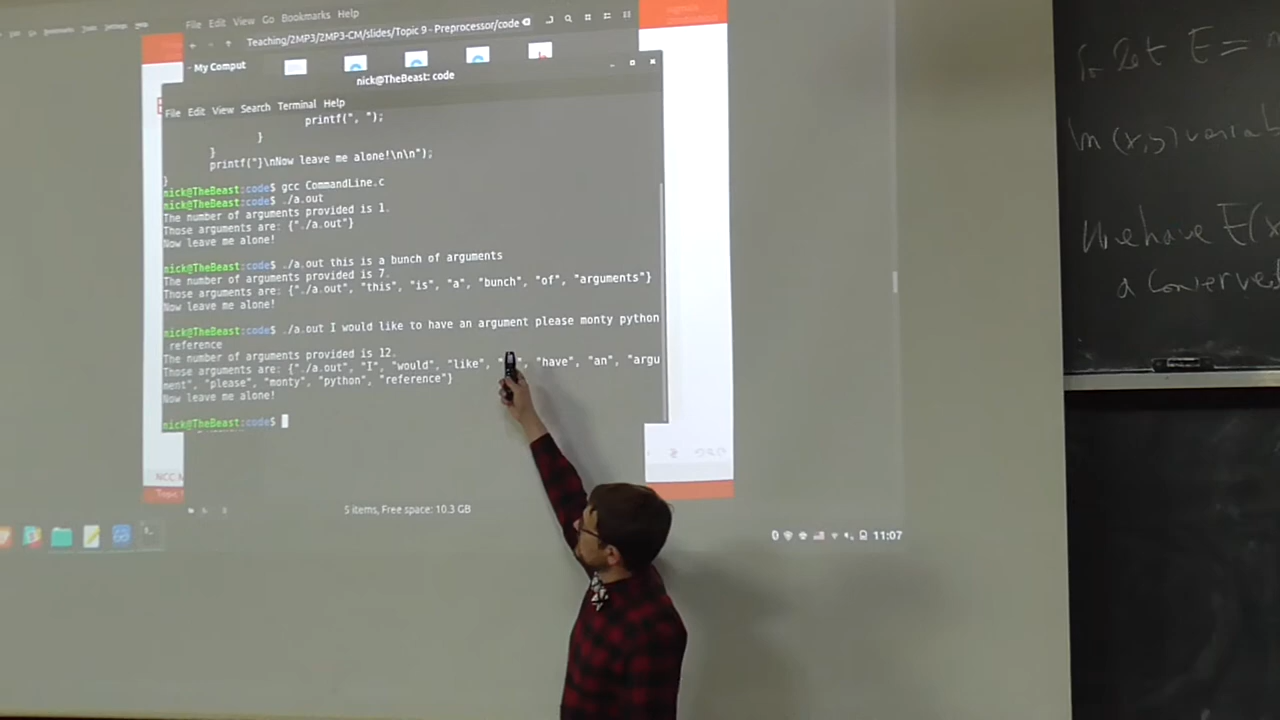 File Edit View Go Bookmarks Help
Teaching/2MP3/2MP3-CM/slides/Topic 9 - Preprocessor/code
My Comput
nick@TheBeast: code
File Edit View Search Terminal Help
printf(", ");
}
}
printf("}\nNow leave me alone!\n\n");
}
nick@TheBeast:code$ gcc CommandLine.c
nick@TheBeast:code$ ./a.out
The number of arguments provided is 1.
Those arguments are: {"./a.out"}
Now leave me alone!
nick@TheBeast:code$ ./a.out this is a bunch of arguments
The number of arguments provided is 7.
Those arguments are: {"./a.out", "this", "is", "a", "bunch", "of", "arguments"}
Now leave me alone!
nick@TheBeast:code$ ./a.out I would like to have an argument please monty python
reference
The number of arguments provided is 12.
Those arguments are: {"./a.out", "I", "would", "like", "have", "an", "argu
ment", "please", "monty", "python", "reference"}
Now leave me alone!
nick@TheBeast:code$
NCC M
Topic
5 items, Free space: 10.3 GB
11:07
Let E =
(x,y) variab
We have E(x
a Converve